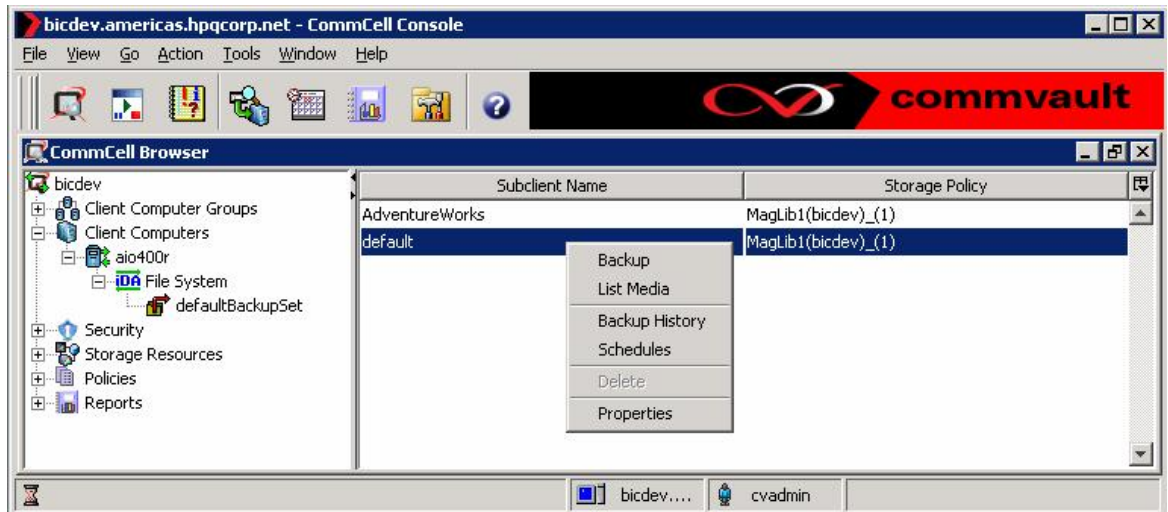 bicdev.americas.hpqcorp.net - CommCell Console
File View Go Action Tools Window Help
commvault
CommCell Browser
bicdev
Client Computer Groups
Client Computers
aio400r
iDA File System
defaultBackupSet
Security
Storage Resources
Policies
Reports
Subclient Name Storage Policy
AdventureWorks MagLib1(bicdev)_(1)
default MagLib1(bicdev)_(1)
Backup
List Media
Backup History
Schedules
Delete
Properties
bicdev.... cvadmin